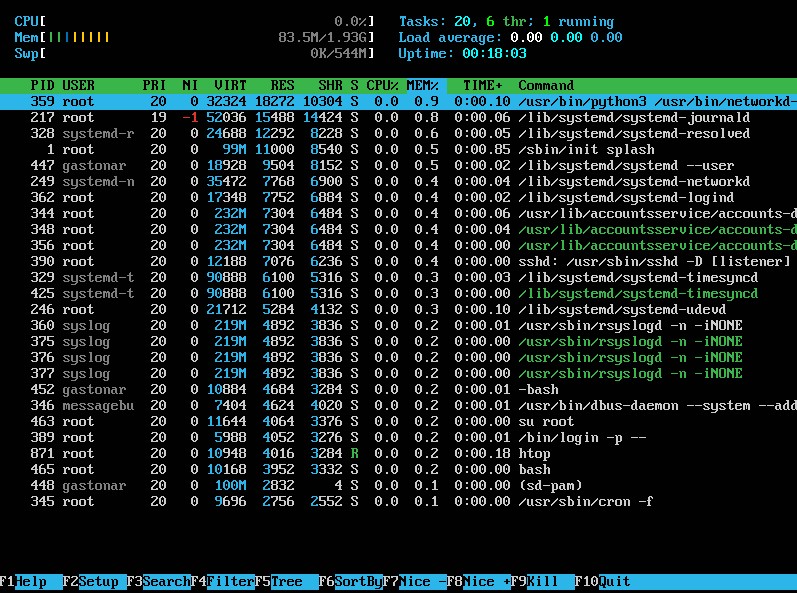 CPU[ 0.0%] Tasks: 20, 6 thr; 1 running
Mem[|||||||| 83.5M/1.93G] Load average: 0.00 0.00 0.00
Swp[ 0K/544M] Uptime: 00:18:03
PID USER PRI NI VIRT RES SHR S CPU% MEM% TIME+ Command
359 root 20 0 32324 18272 10304 S 0.0 0.9 0:00.10 /usr/bin/python3 /usr/bin/networkd-
217 root 19 -1 52036 15488 14424 S 0.0 0.8 0:00.06 /lib/systemd/systemd-journald
328 systemd-r 20 0 24688 12292 8228 S 0.0 0.6 0:00.05 /lib/systemd/systemd-resolved
1 root 20 0 99M 11000 8540 S 0.0 0.5 0:00.85 /sbin/init splash
447 gastonar 20 0 18928 9504 8152 S 0.0 0.5 0:00.02 /lib/systemd/systemd --user
249 systemd-n 20 0 35472 7768 6900 S 0.0 0.4 0:00.04 /lib/systemd/systemd-networkd
362 root 20 0 17348 7752 6884 S 0.0 0.4 0:00.02 /lib/systemd/systemd-logind
344 root 20 0 232M 7304 6484 S 0.0 0.4 0:00.06 /usr/lib/accountsservice/accounts-d
348 root 20 0 232M 7304 6484 S 0.0 0.4 0:00.04 /usr/lib/accountsservice/accounts-d
356 root 20 0 232M 7304 6484 S 0.0 0.4 0:00.00 /usr/lib/accountsservice/accounts-d
390 root 20 0 12188 7076 6236 S 0.0 0.4 0:00.00 sshd: /usr/sbin/sshd -D [listener]
329 systemd-t 20 0 90888 6100 5316 S 0.0 0.3 0:00.03 /lib/systemd/systemd-timesyncd
425 systemd-t 20 0 90888 6100 5316 S 0.0 0.3 0:00.00 /lib/systemd/systemd-timesyncd
246 root 20 0 21712 5284 4132 S 0.0 0.3 0:00.10 /lib/systemd/systemd-udevd
360 syslog 20 0 219M 4892 3836 S 0.0 0.2 0:00.01 /usr/sbin/rsyslogd -n -iNONE
375 syslog 20 0 219M 4892 3836 S 0.0 0.2 0:00.00 /usr/sbin/rsyslogd -n -iNONE
376 syslog 20 0 219M 4892 3836 S 0.0 0.2 0:00.00 /usr/sbin/rsyslogd -n -iNONE
377 syslog 20 0 219M 4892 3836 S 0.0 0.2 0:00.00 /usr/sbin/rsyslogd -n -iNONE
452 gastonar 20 0 10884 4684 3284 S 0.0 0.2 0:00.01 -bash
346 messagebu 20 0 7404 4624 4020 S 0.0 0.2 0:00.01 /usr/bin/dbus-daemon --system --add
463 root 20 0 11644 4064 3376 S 0.0 0.2 0:00.00 su root
389 root 20 0 5988 4052 3276 S 0.0 0.2 0:00.01 /bin/login -p --
871 root 20 0 10948 4016 3284 R 0.0 0.2 0:00.18 htop
465 root 20 0 10168 3952 3332 S 0.0 0.2 0:00.00 bash
448 gastonar 20 0 100M 2832 4 S 0.0 0.1 0:00.00 (sd-pam)
345 root 20 0 9696 2756 2552 S 0.0 0.1 0:00.00 /usr/sbin/cron -f
F1Help F2Setup F3SearchF4FilterF5Tree F6SortByF7Nice -F8Nice +F9Kill F10Quit